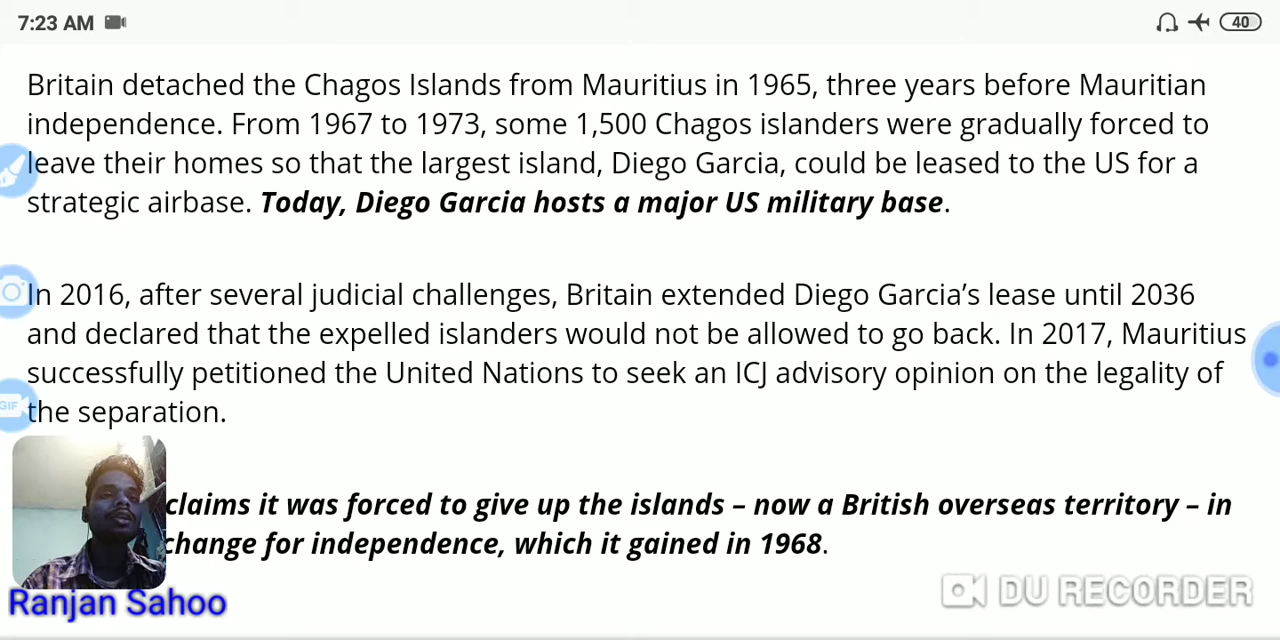 7:23 AM
40
Britain detached the Chagos Islands from Mauritius in 1965, three years before Mauritian
independence. From 1967 to 1973, some 1,500 Chagos islanders were gradually forced to
leave their homes so that the largest island, Diego Garcia, could be leased to the US for a
strategic airbase. Today, Diego Garcia hosts a major US military base.
In 2016, after several judicial challenges, Britain extended Diego Garcia’s lease until 2036
and declared that the expelled islanders would not be allowed to go back. In 2017, Mauritius
successfully petitioned the United Nations to seek an ICJ advisory opinion on the legality of
GIF
the separation.
claims it was forced to give up the islands – now a British overseas territory – in
change for independence, which it gained in 1968.
Ranjan Sahoo
DU RECORDER